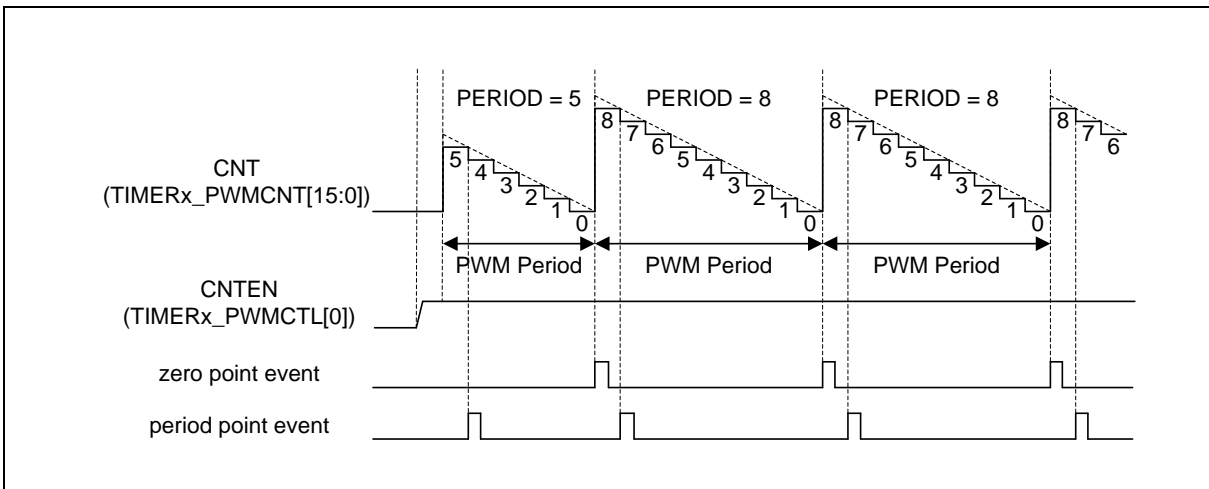 PERIOD = 5 PERIOD = 8 PERIOD = 8
8 7 6 5 4 3 2 1 0
8 7 6 5 4 3 2 1 0
8 7 6
5 4 3 2 1 0
CNT
(TIMERx_PWMCNT[15:0])
PWM Period PWM Period PWM Period
CNTEN
(TIMERx_PWMCTL[0])
zero point event
period point event